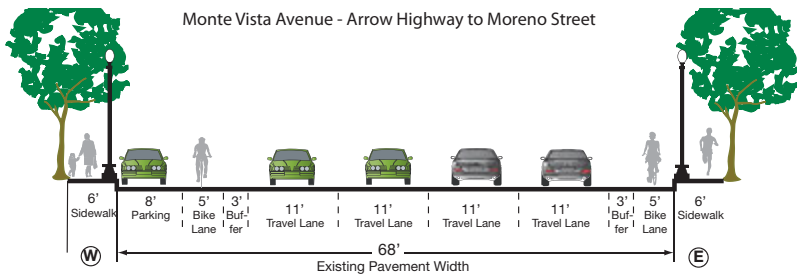 Monte Vista Avenue - Arrow Highway to Moreno Street
6'
Sidewalk
8'
Parking
5'
Bike
Lane
3'
Buf-
fer
11'
Travel Lane
11'
Travel Lane
11'
Travel Lane
11'
Travel Lane
3'
Buf-
fer
5'
Bike
Lane
6'
Sidewalk
W
68'
Existing Pavement Width
E